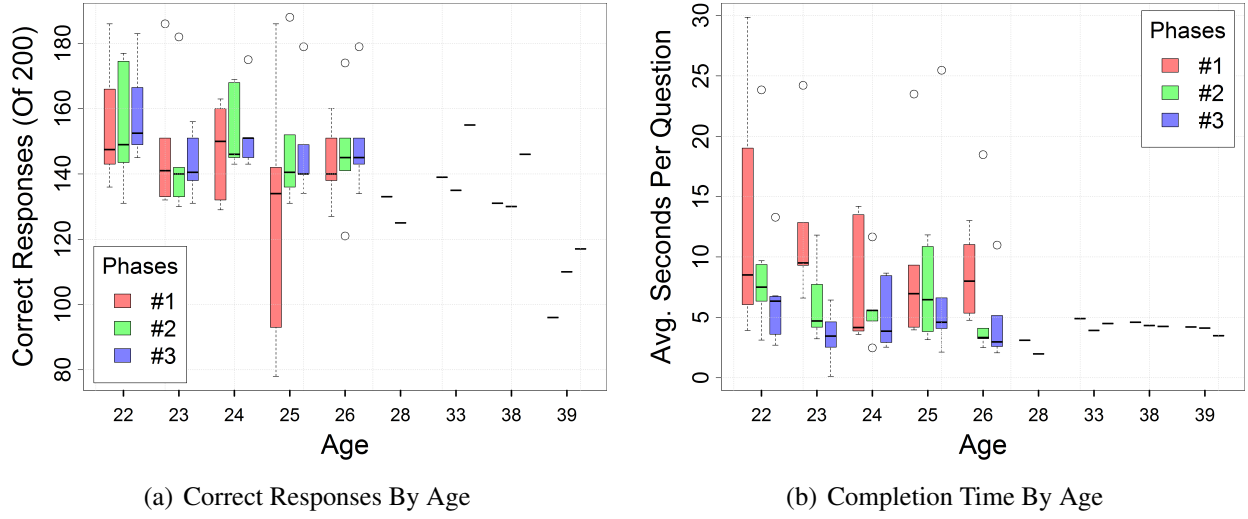 Correct Responses (Of 200)
180
160
140
120
100
80
Phases
#1
#2
#3
22 23 24 25 26 28 33 38 39
Age
(a) Correct Responses By Age
Avg. Seconds Per Question
30
25
20
15
10
5
0
Phases
#1
#2
#3
22 23 24 25 26 28 33 38 39
Age
(b) Completion Time By Age